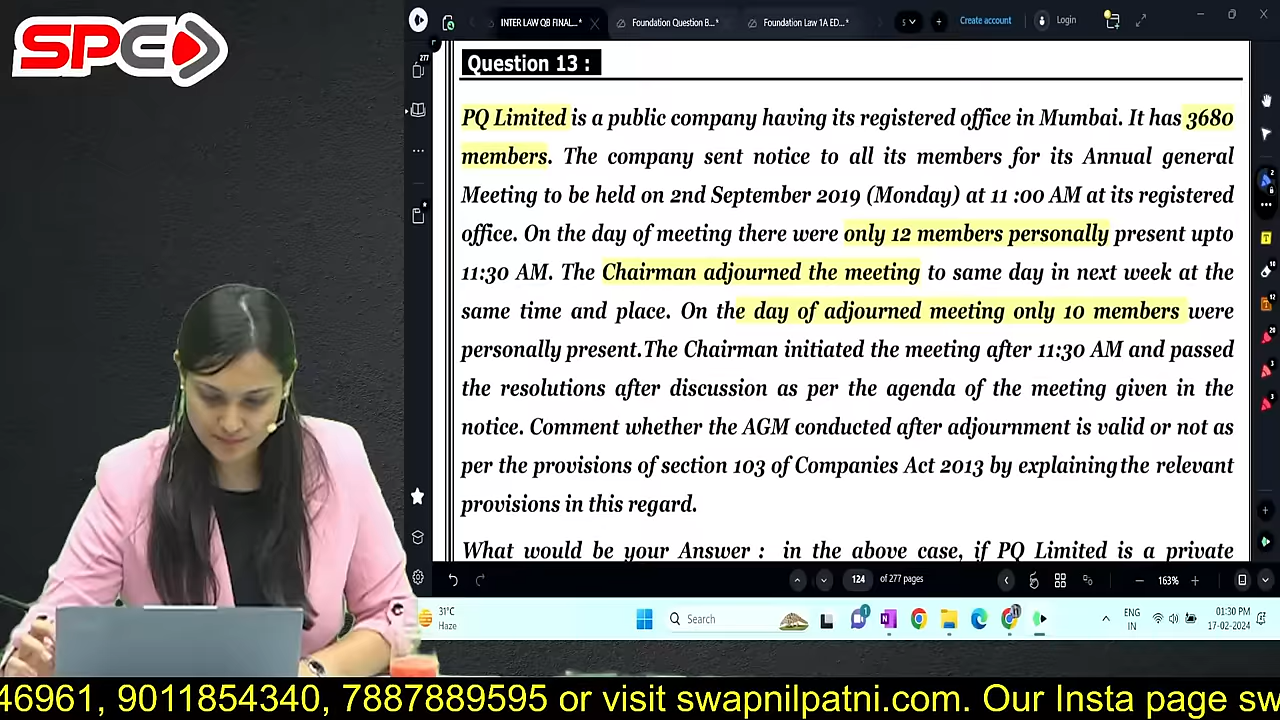 SPC
INTER LAW QB FINAL...*
Foundation Question B...*
Foundation Law 1A ED...*
5
Create account
Login
277
Question 13 :
PQ Limited is a public company having its registered office in Mumbai. It has 3680
members. The company sent notice to all its members for its Annual general
Meeting to be held on 2nd September 2019 (Monday) at 11 :00 AM at its registered
office. On the day of meeting there were only 12 members personally present upto
11:30 AM. The Chairman adjourned the meeting to same day in next week at the
same time and place. On the day of adjourned meeting only 10 members were
personally present.The Chairman initiated the meeting after 11:30 AM and passed
the resolutions after discussion as per the agenda of the meeting given in the
notice. Comment whether the AGM conducted after adjournment is valid or not as
per the provisions of section 103 of Companies Act 2013 by explaining the relevant
provisions in this regard.
What would be your Answer : in the above case, if PQ Limited is a private
124 of 277 pages
163%
31°C
Haze
Search
ENG
IN
01:30 PM
17-02-2024
46961, 9011854340, 7887889595 or visit swapnilpatni.com. Our Insta page sw